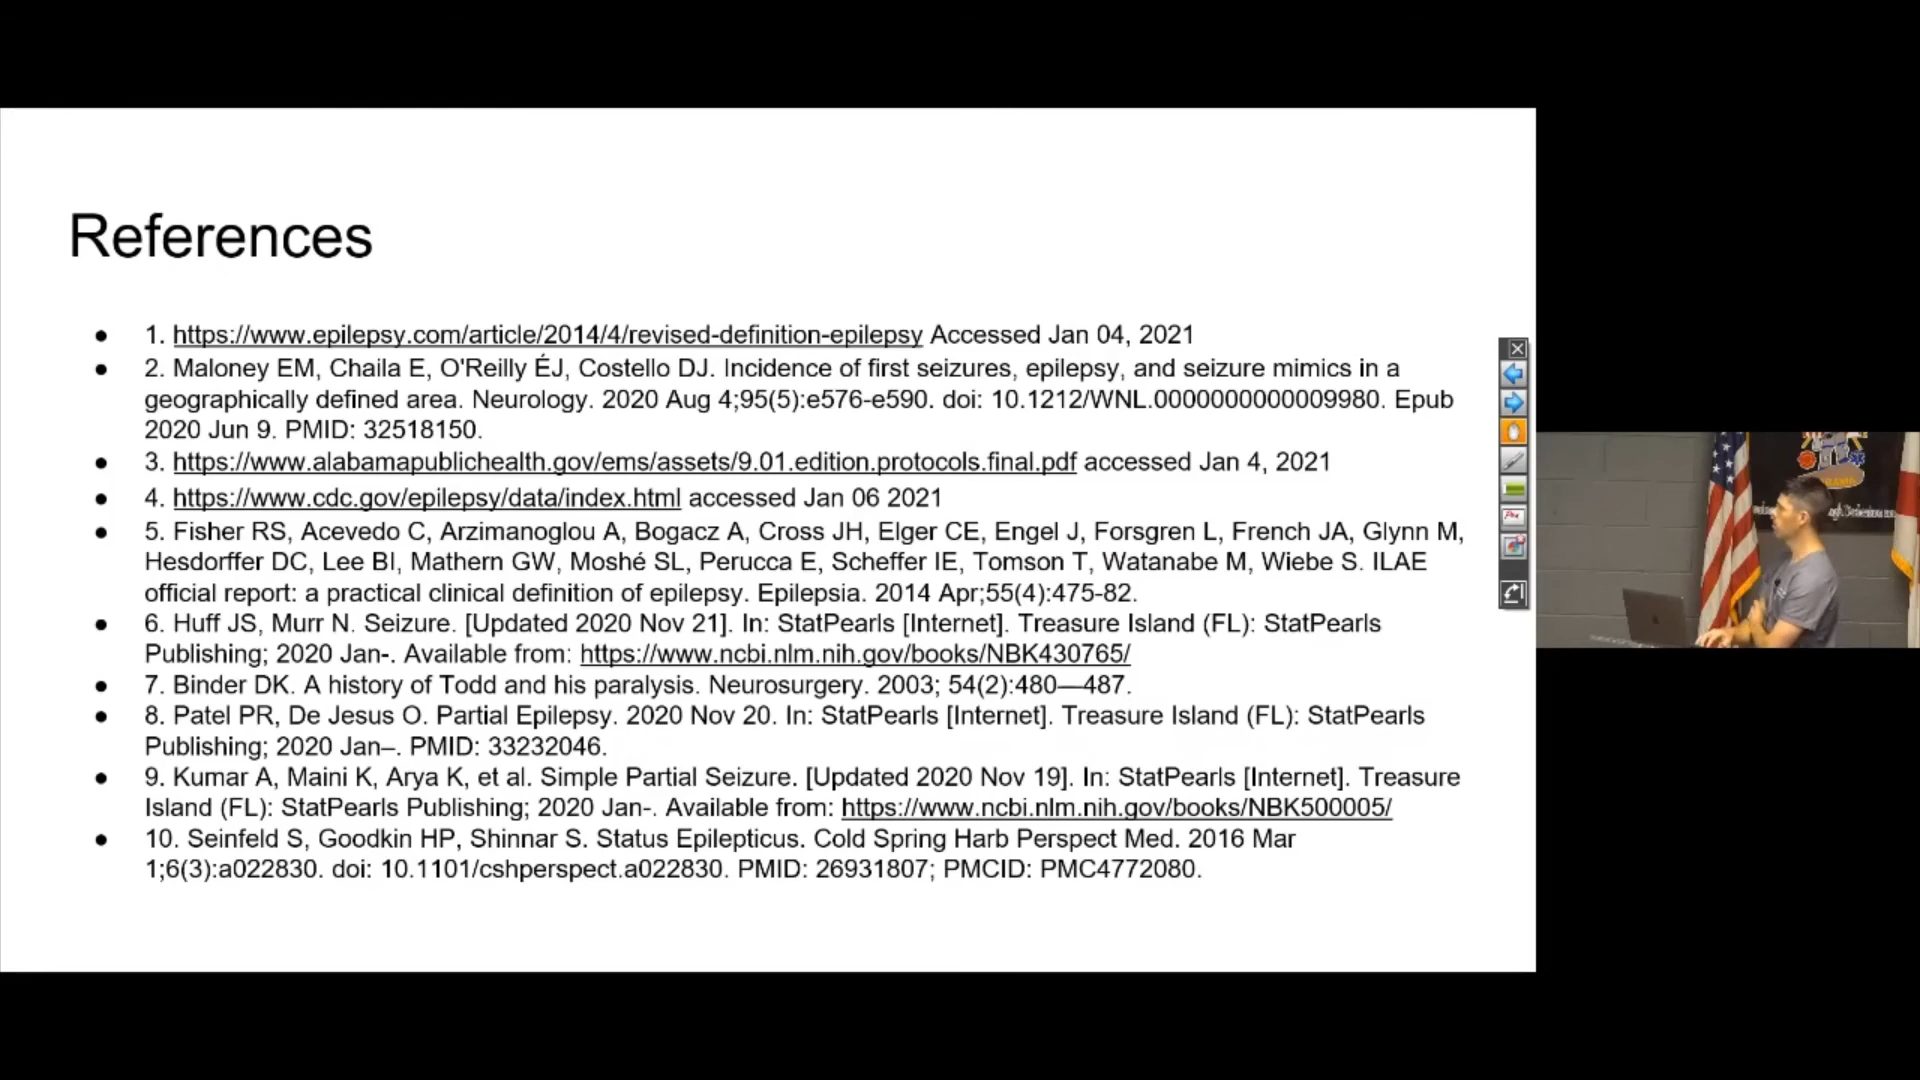 References
● 1. https://www.epilepsy.com/article/2014/4/revised-definition-epilepsy Accessed Jan 04, 2021
● 2. Maloney EM, Chaila E, O'Reilly ÉJ, Costello DJ. Incidence of first seizures, epilepsy, and seizure mimics in a
geographically defined area. Neurology. 2020 Aug 4;95(5):e576-e590. doi: 10.1212/WNL.0000000000009980. Epub
2020 Jun 9. PMID: 32518150.
● 3. https://www.alabamapublichealth.gov/ems/assets/9.01.edition.protocols.final.pdf accessed Jan 4, 2021
● 4. https://www.cdc.gov/epilepsy/data/index.html accessed Jan 06 2021
● 5. Fisher RS, Acevedo C, Arzimanoglou A, Bogacz A, Cross JH, Elger CE, Engel J, Forsgren L, French JA, Glynn M,
Hesdorffer DC, Lee BI, Mathern GW, Moshé SL, Perucca E, Scheffer IE, Tomson T, Watanabe M, Wiebe S. ILAE
official report: a practical clinical definition of epilepsy. Epilepsia. 2014 Apr;55(4):475-82.
● 6. Huff JS, Murr N. Seizure. [Updated 2020 Nov 21]. In: StatPearls [Internet]. Treasure Island (FL): StatPearls
Publishing; 2020 Jan-. Available from: https://www.ncbi.nlm.nih.gov/books/NBK430765/
● 7. Binder DK. A history of Todd and his paralysis. Neurosurgery. 2003; 54(2):480—487.
● 8. Patel PR, De Jesus O. Partial Epilepsy. 2020 Nov 20. In: StatPearls [Internet]. Treasure Island (FL): StatPearls
Publishing; 2020 Jan–. PMID: 33232046.
● 9. Kumar A, Maini K, Arya K, et al. Simple Partial Seizure. [Updated 2020 Nov 19]. In: StatPearls [Internet]. Treasure
Island (FL): StatPearls Publishing; 2020 Jan-. Available from: https://www.ncbi.nlm.nih.gov/books/NBK500005/
● 10. Seinfeld S, Goodkin HP, Shinnar S. Status Epilepticus. Cold Spring Harb Perspect Med. 2016 Mar
1;6(3):a022830. doi: 10.1101/cshperspect.a022830. PMID: 26931807; PMCID: PMC4772080.